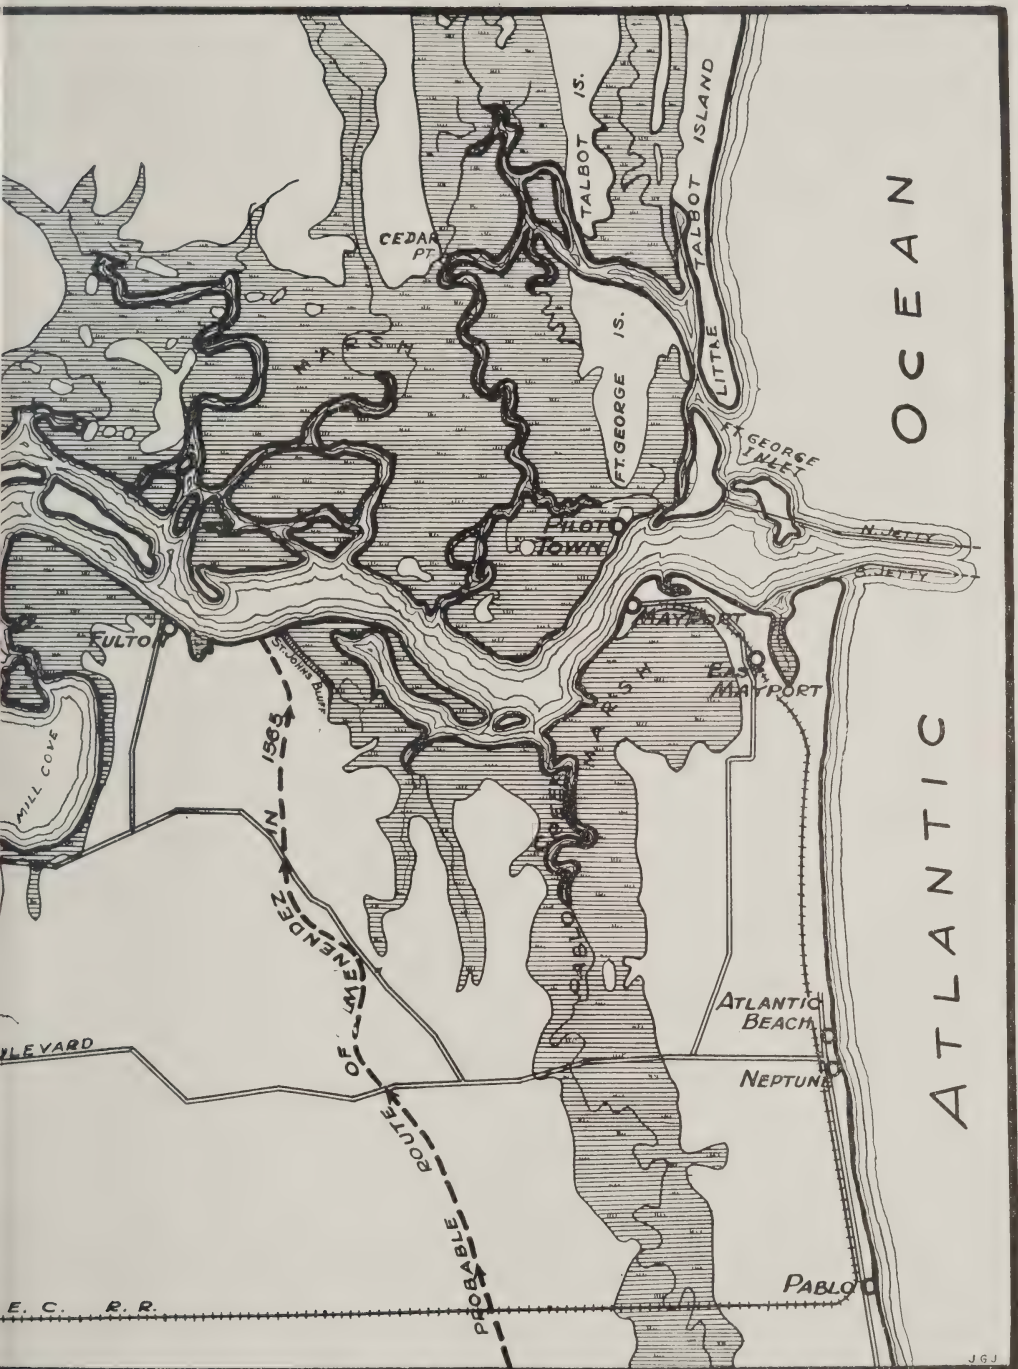 TALBOT IS.
LITTLE TALBOT ISLAND
CEDAR
PT.
MARSH
FT. GEORGE IS.
FT. GEORGE
INLET
ATLANTIC OCEAN
PILOT
TOWN
N. JETTY
S. JETTY
MAYPORT
EAST
MAYPORT
FULTO
ST. JOHNS BLUFF
MARSH
MILL COVE
PABLO CREEK
PROBABLE ROUTE OF MENENDEZ IN 1565
ULEVARD
ATLANTIC
BEACH
NEPTUNE
PABLO
E. C. R. R.
JGJ